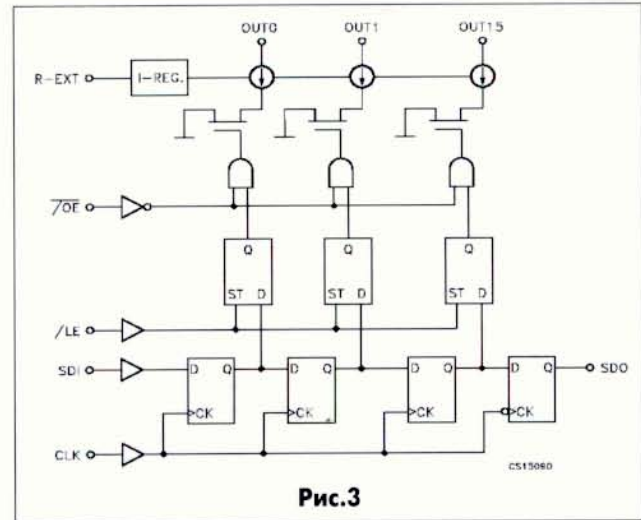 OUT0 OUT1 OUT15
R-EXT I-REG.
/OE
Q Q Q
ST D ST D ST D
/LE
SDI D Q D Q D Q D Q SDO
CK CK CK CK
CLK
CS15080
Рис.3